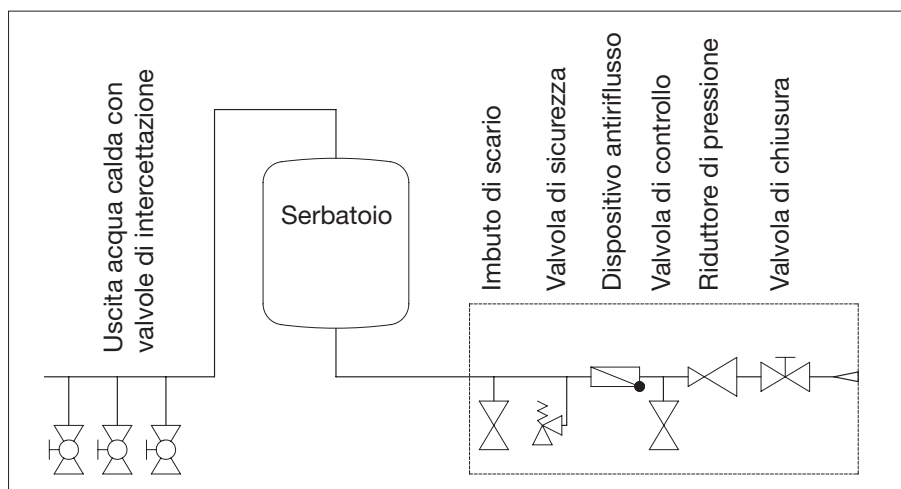 Uscita acqua calda con
valvole di intercettazione
Serbatoio
Imbuto di scario
Valvola di sicurezza
Dispositivo antiriflusso
Valvola di controllo
Riduttore di pressione
Valvola di chiusura